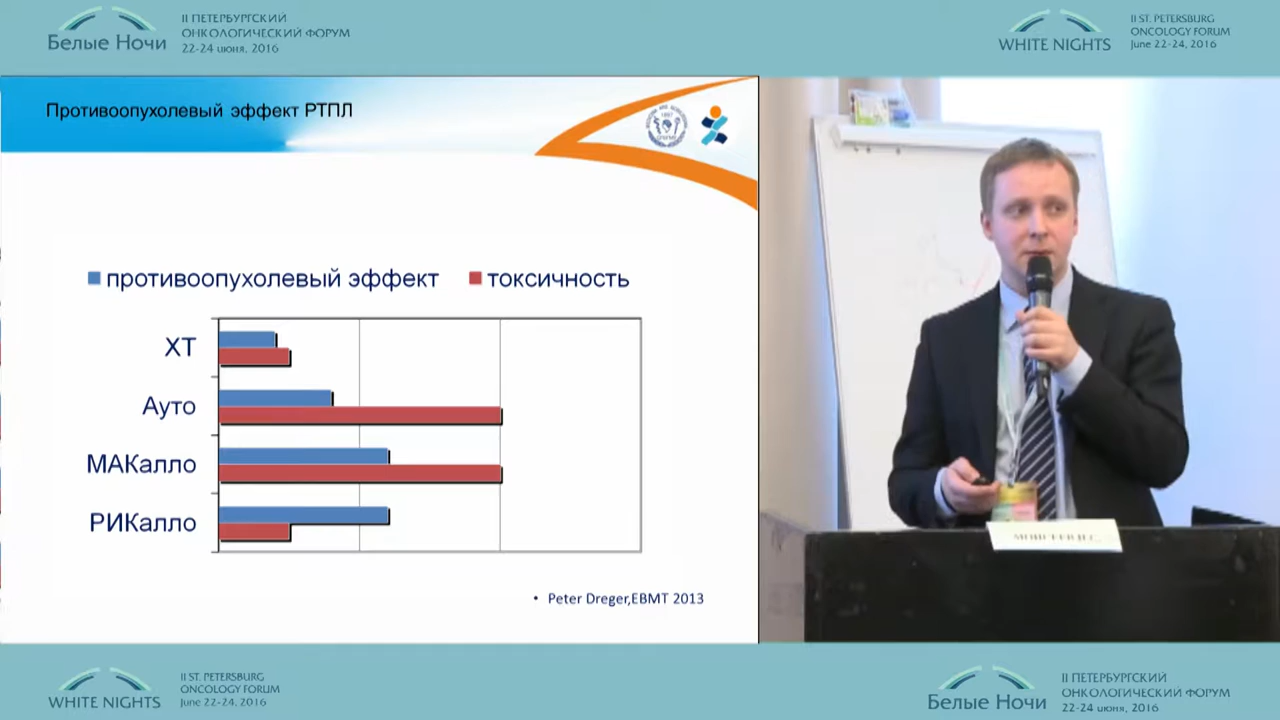 II ПЕТЕРБУРГСКИЙ
ОНКОЛОГИЧЕСКИЙ ФОРУМ
Белые Ночи
22-24 июня, 2016
II ST. PETERSBURG
ONCOLOGY FORUM
WHITE NIGHTS
June 22-24, 2016
Противоопухолевый эффект РТПЛ
противоопухолевый эффект
токсичность
ХТ
Ауто
МАКалло
РИКалло
• Peter Dreger,EBMT 2013
II ST. PETERSBURG
ONCOLOGY FORUM
WHITE NIGHTS
June 22-24, 2016
II ПЕТЕРБУРГСКИЙ
ОНКОЛОГИЧЕСКИЙ ФОРУМ
Белые Ночи
22-24 июня, 2016